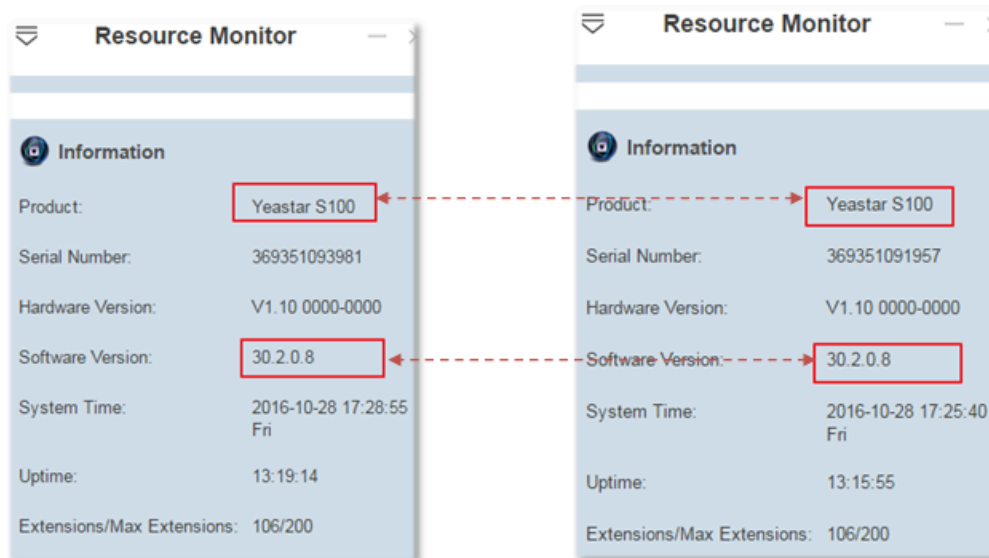 Resource Monitor
Information
Product: Yeastar S100
Serial Number: 369351093981
Hardware Version: V1.10 0000-0000
Software Version: 30.2.0.8
System Time: 2016-10-28 17:28:55
Fri
Uptime: 13:19:14
Extensions/Max Extensions: 106/200
Resource Monitor
Information
Product: Yeastar S100
Serial Number: 369351091957
Hardware Version: V1.10 0000-0000
Software Version: 30.2.0.8
System Time: 2016-10-28 17:25:40
Fri
Uptime: 13:15:55
Extensions/Max Extensions: 106/200